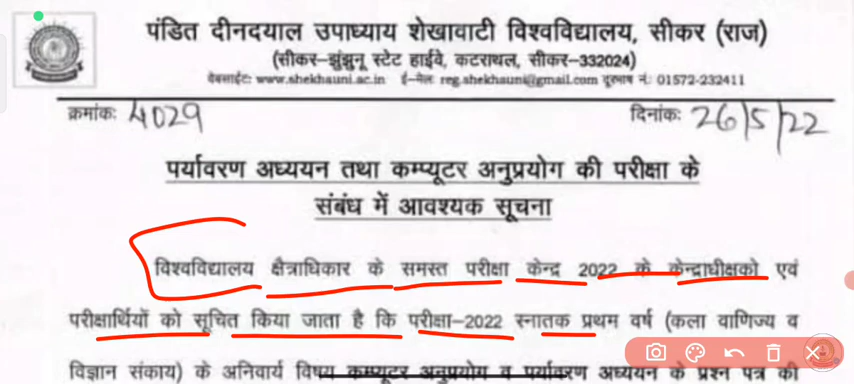 पंडित दीनदयाल उपाध्याय शेखावाटी विश्वविद्यालय, सीकर (राज)
(सीकर–झुंझुनू स्टेट हाईवे, कटराथल, सीकर–332024)
वेबसाईटः www.shekhauni.ac.in ई–मेलः reg.shekhauni@gmail.com दूरभाष नं: 01572-232411
क्रमांकः 4029 दिनांकः 26/5/22
पर्यावरण अध्ययन तथा कम्प्यूटर अनुप्रयोग की परीक्षा के
संबंध में आवश्यक सूचना
विश्वविद्यालय क्षैत्राधिकार के समस्त परीक्षा केन्द्र 2022 के केन्द्राधीक्षको एवं
परीक्षार्थियों को सूचित किया जाता है कि परीक्षा–2022 स्नातक प्रथम वर्ष (कला वाणिज्य व
विज्ञान संकाय) के अनिवार्य विषय कम्प्यूटर अनुप्रयोग व पर्यावरण अध्ययन के प्रश्न पत्र की